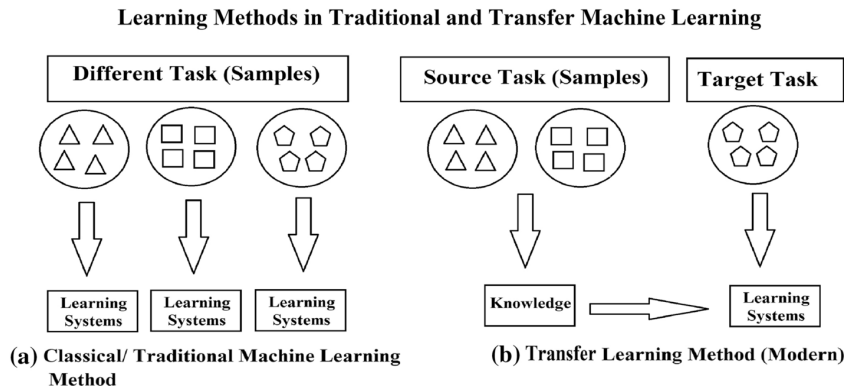 Learning Methods in Traditional and Transfer Machine Learning
Different Task (Samples)
Learning
Systems
Learning
Systems
Learning
Systems
(a) Classical/ Traditional Machine Learning
Method
Source Task (Samples)
Target Task
Knowledge
Learning
Systems
(b) Transfer Learning Method (Modern)